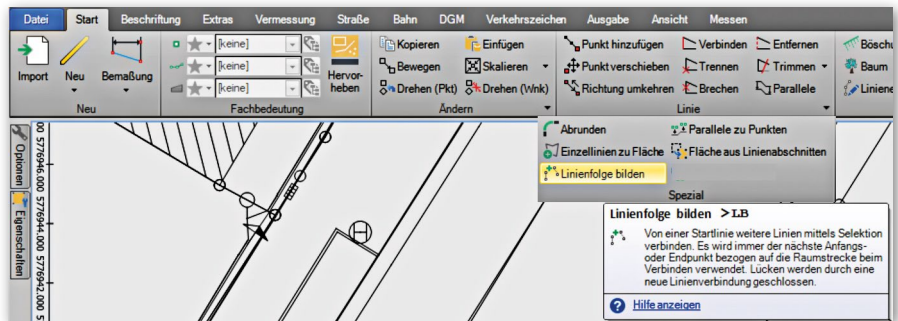 Datei Start Beschriftung Extras Vermessung Straße Bahn DGM Verkehrszeichen Ausgabe Ansicht Messen
Import Neu Bemaßung
Neu
[keine]
[keine]
[keine]
Hervor-
heben
Fachbedeutung
Kopieren Einfügen
Bewegen Skalieren
Drehen (Pkt) Drehen (Wnk)
Ändern
Punkt hinzufügen Verbinden Entfernen
Punkt verschieben Trennen Trimmen
Richtung umkehren Brechen Parallele
Linie
Böschu
Baum
Liniene
Abrunden Parallele zu Punkten
Einzellinien zu Fläche Fläche aus Linienabschnitten
Linienfolge bilden
Spezial
Linienfolge bilden >LB
Von einer Startlinie weitere Linien mittels Selektion
verbinden. Es wird immer der nächste Anfangs-
oder Endpunkt bezogen auf die Raumstrecke beim
Verbinden verwendet. Lücken werden durch eine
neue Linienverbindung geschlossen.
Hilfe anzeigen
Optionen
Eigenschaften
5776946.000
5776944.000
5776942.000
H